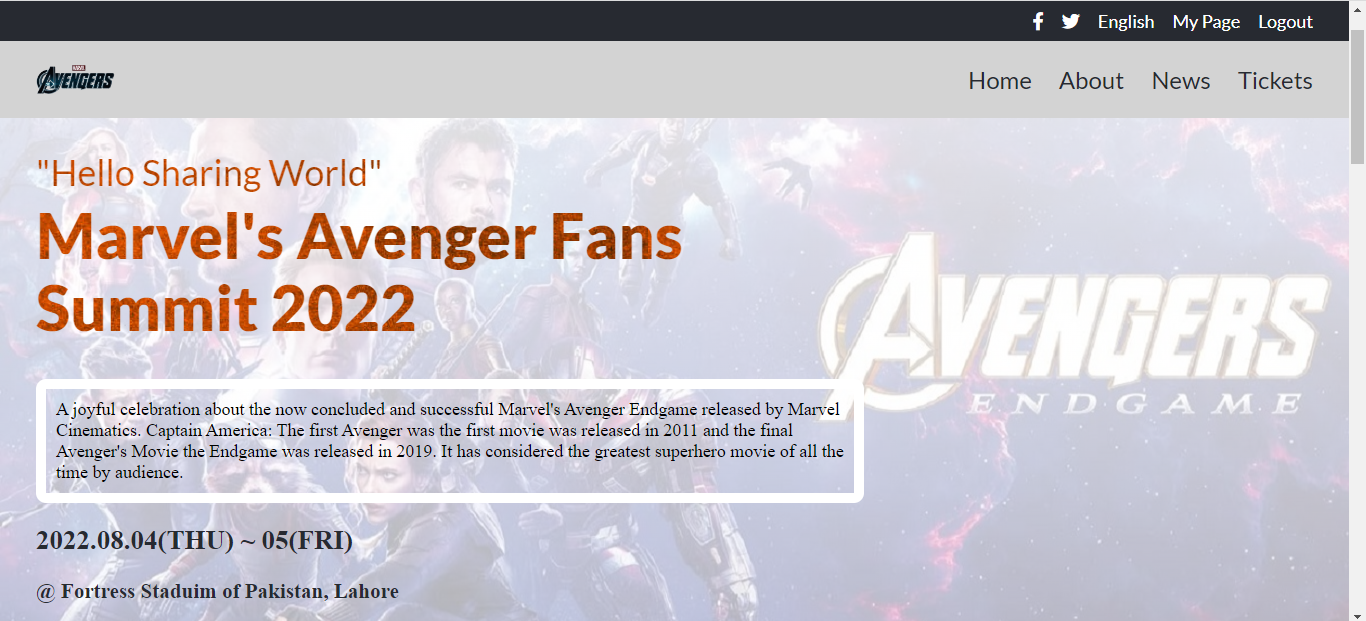 English My Page Logout
MARVEL
AVENGERS
Home About News Tickets
"Hello Sharing World"
Marvel's Avenger Fans
Summit 2022
AVENGERS
ENDGAME
A joyful celebration about the now concluded and successful Marvel's Avenger Endgame released by Marvel
Cinematics. Captain America: The first Avenger was the first movie was released in 2011 and the final
Avenger's Movie the Endgame was released in 2019. It has considered the greatest superhero movie of all the
time by audience.
2022.08.04(THU) ~ 05(FRI)
@ Fortress Staduim of Pakistan, Lahore